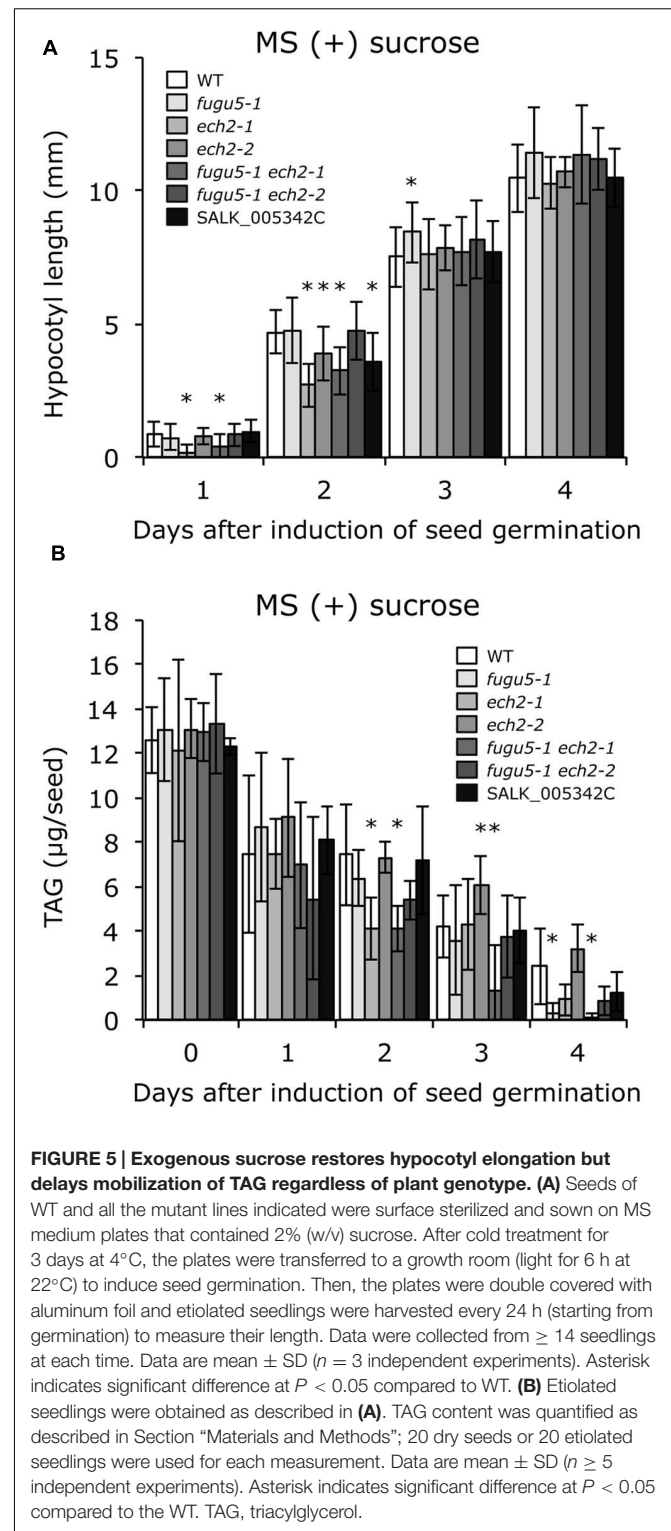 A
MS (+) sucrose
15
10
5
0
Hypocotyl length (mm)
WT
fugu5-1
ech2-1
ech2-2
fugu5-1 ech2-1
fugu5-1 ech2-2
SALK_005342C
* *
* * * *
*
1 2 3 4
Days after induction of seed germination
B
MS (+) sucrose
18
16
14
12
10
8
6
4
2
0
TAG (µg/seed)
WT
fugu5-1
ech2-1
ech2-2
fugu5-1 ech2-1
fugu5-1 ech2-2
SALK_005342C
* *
* *
* *
0 1 2 3 4
Days after induction of seed germination
FIGURE 5 | Exogenous sucrose restores hypocotyl elongation but
delays mobilization of TAG regardless of plant genotype. (A) Seeds of
WT and all the mutant lines indicated were surface sterilized and sown on MS
medium plates that contained 2% (w/v) sucrose. After cold treatment for
3 days at 4°C, the plates were transferred to a growth room (light for 6 h at
22°C) to induce seed germination. Then, the plates were double covered with
aluminum foil and etiolated seedlings were harvested every 24 h (starting from
germination) to measure their length. Data were collected from ≥ 14 seedlings
at each time. Data are mean ± SD (n = 3 independent experiments). Asterisk
indicates significant difference at P < 0.05 compared to WT. (B) Etiolated
seedlings were obtained as described in (A). TAG content was quantified as
described in Section “Materials and Methods”; 20 dry seeds or 20 etiolated
seedlings were used for each measurement. Data are mean ± SD (n ≥ 5
independent experiments). Asterisk indicates significant difference at P < 0.05
compared to the WT. TAG, triacylglycerol.